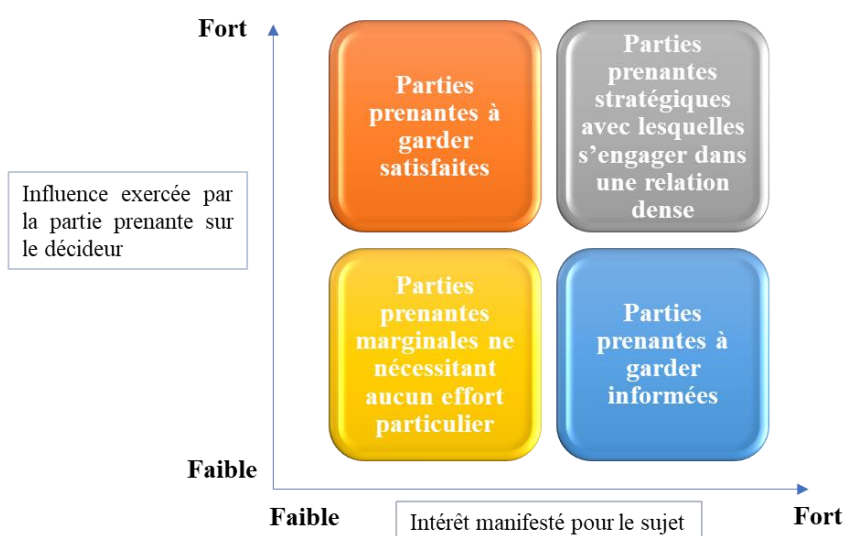 Fort
Parties
prenantes à
garder
satisfaites
Parties
prenantes
stratégiques
avec lesquelles
s’engager dans
une relation
dense
Influence exercée par
la partie prenante sur
le décideur
Parties
prenantes
marginales ne
nécessitant
aucun effort
particulier
Parties
prenantes à
garder
informées
Faible
Faible
Intérêt manifesté pour le sujet
Fort